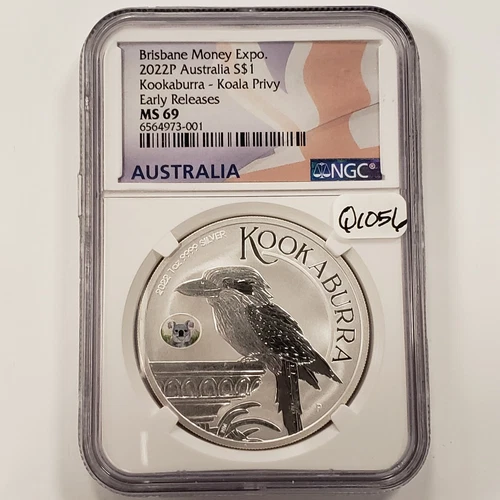 Brisbane Money Expo.
2022P Australia S$1
Kookaburra - Koala Privy
Early Releases
MS 69
6564973-001
AUSTRALIA
NGC®
Q1056
2022 1oz 9999 SILVER
KOOKABURRA
P